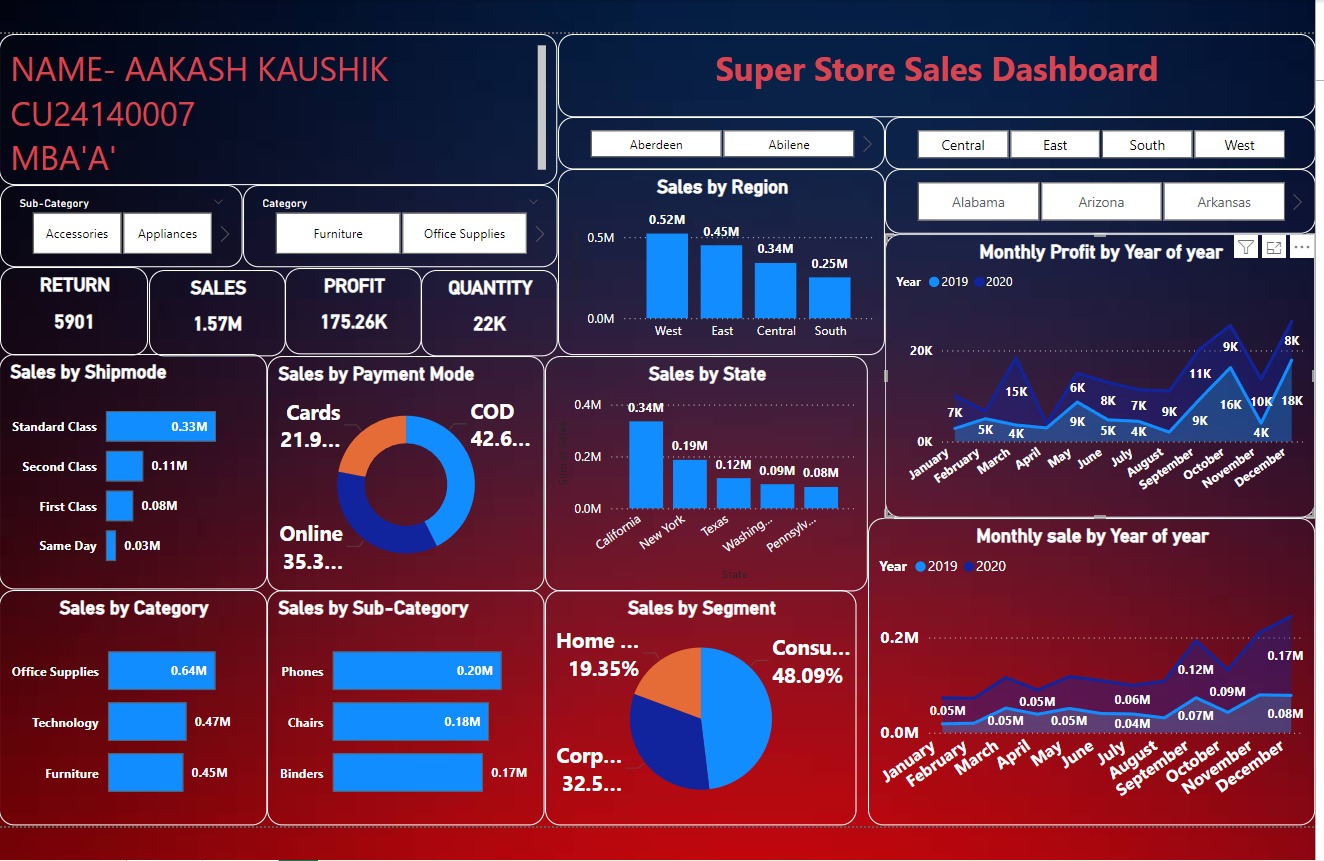 NAME- AAKASH KAUSHIK
CU24140007
MBA'A'
Super Store Sales Dashboard
Aberdeen Abilene
Central East South West
Alabama Arizona Arkansas
Sub-Category
Accessories Appliances
Category
Furniture Office Supplies
RETURN
5901
SALES
1.57M
PROFIT
175.26K
QUANTITY
22K
Sales by Region
0.5M
0.0M
0.52M
0.45M
0.34M
0.25M
West East Central South
Monthly Profit by Year of year
Year 2019 2020
20K
0K
7K
5K
15K
4K
6K
9K
8K
5K
7K
4K
9K
11K
9K
9K
16K
10K
4K
8K
18K
January February March April May June July August September October November December
Sales by Shipmode
Standard Class 0.33M
Second Class 0.11M
First Class 0.08M
Same Day 0.03M
Sales by Payment Mode
Cards
21.9...
COD
42.6...
Online
35.3...
Sales by State
0.4M
0.2M
0.0M
0.34M
0.19M
0.12M
0.09M
0.08M
California New York Texas Washing... Pennsylv...
State
Monthly sale by Year of year
Year 2019 2020
0.2M
0.0M
0.05M
0.05M
0.05M
0.05M
0.06M
0.04M
0.12M
0.07M
0.09M
0.17M
0.08M
January February March April May June July August September October November December
Sales by Category
Office Supplies 0.64M
Technology 0.47M
Furniture 0.45M
Sales by Sub-Category
Phones 0.20M
Chairs 0.18M
Binders 0.17M
Sales by Segment
Home ...
19.35%
Consu...
48.09%
Corp...
32.5...